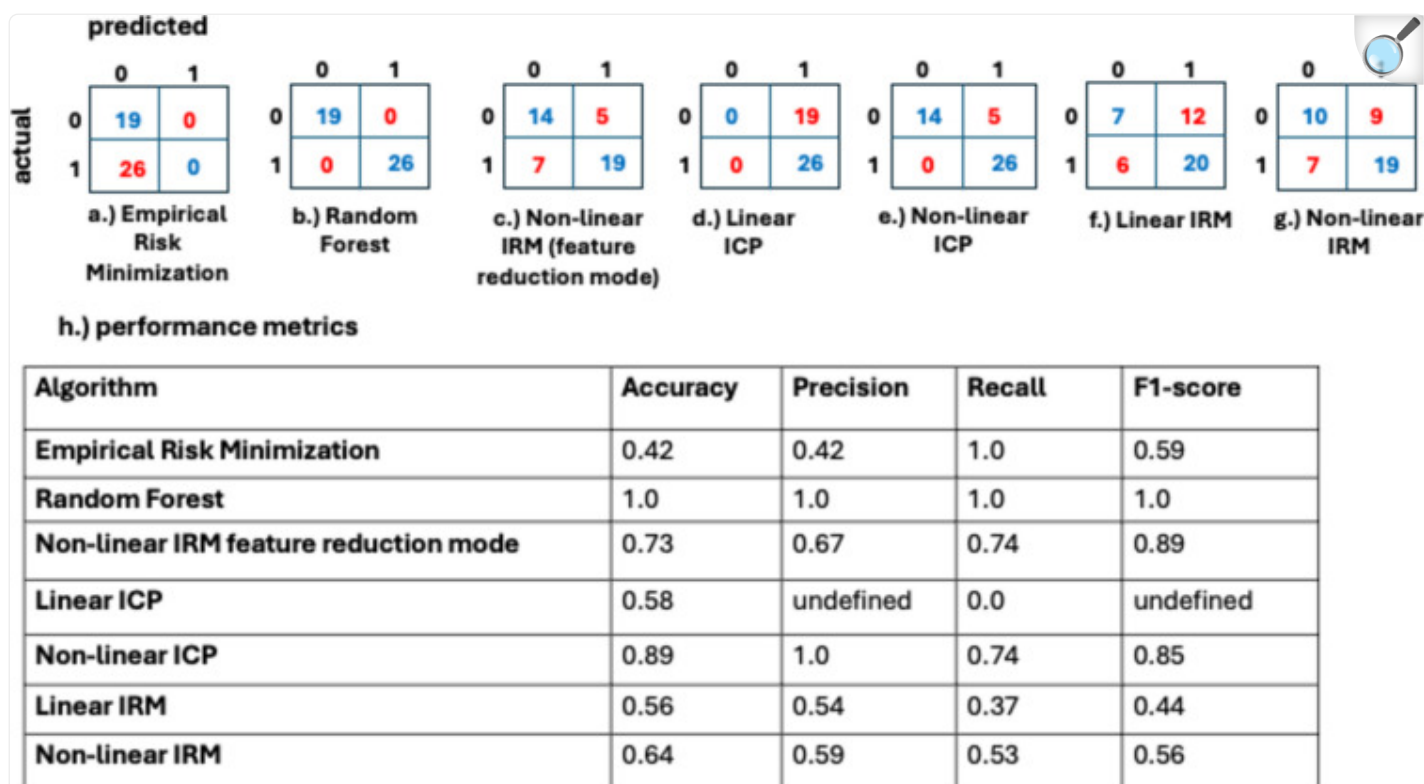 predicted
actual
0 1
0 19 0
1 26 0
a.) Empirical
Risk
Minimization
0 1
0 19 0
1 0 26
b.) Random
Forest
0 1
0 14 5
1 7 19
c.) Non-linear
IRM (feature
reduction mode)
0 1
0 0 19
1 0 26
d.) Linear
ICP
0 1
0 14 5
1 0 26
e.) Non-linear
ICP
0 1
0 7 12
1 6 20
f.) Linear IRM
0 1
0 10 9
1 7 19
g.) Non-linear
IRM
h.) performance metrics
Algorithm Accuracy Precision Recall F1-score
Empirical Risk Minimization 0.42 0.42 1.0 0.59
Random Forest 1.0 1.0 1.0 1.0
Non-linear IRM feature reduction mode 0.73 0.67 0.74 0.89
Linear ICP 0.58 undefined 0.0 undefined
Non-linear ICP 0.89 1.0 0.74 0.85
Linear IRM 0.56 0.54 0.37 0.44
Non-linear IRM 0.64 0.59 0.53 0.56